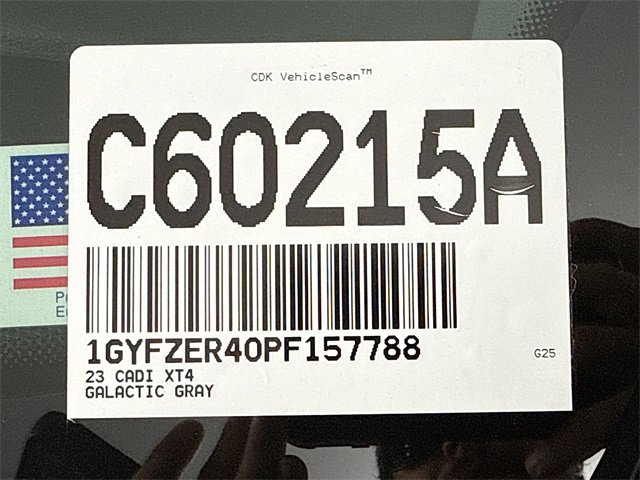 CDK VehicleScan™
C60215A
1GYFZER40PF157788
G25
23 CADI XT4
GALACTIC GRAY